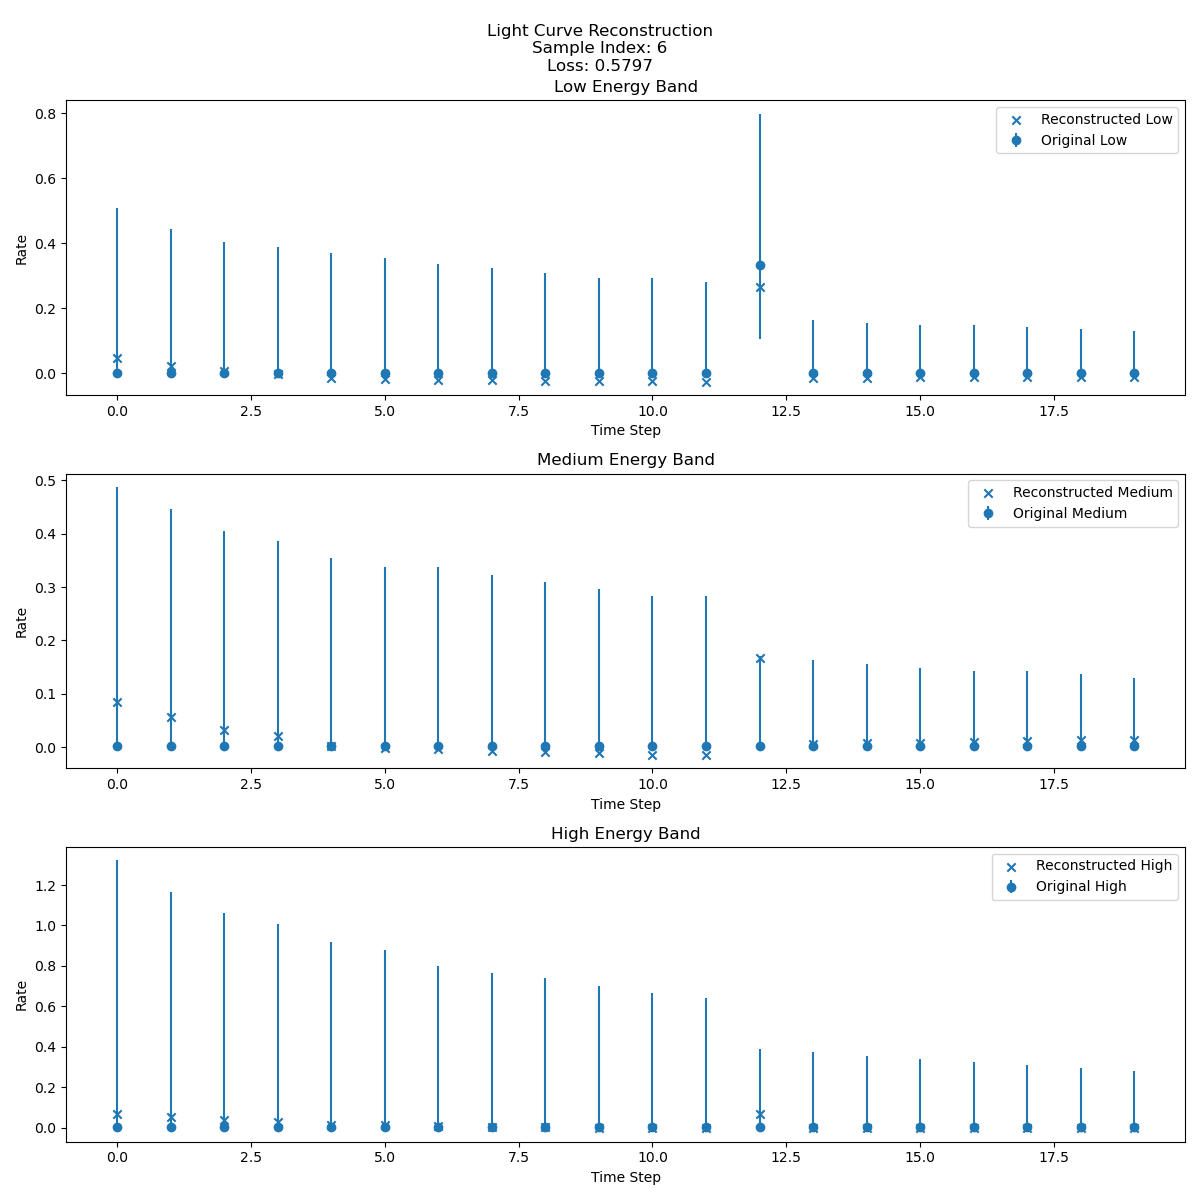 Light Curve Reconstruction
Sample Index: 6
Loss: 0.5797
Low Energy Band
Reconstructed Low
Original Low
Rate
0.8
0.6
0.4
0.2
0.0
0.0 2.5 5.0 7.5 10.0 12.5 15.0 17.5
Time Step
Medium Energy Band
Reconstructed Medium
Original Medium
Rate
0.5
0.4
0.3
0.2
0.1
0.0
0.0 2.5 5.0 7.5 10.0 12.5 15.0 17.5
Time Step
High Energy Band
Reconstructed High
Original High
Rate
1.2
1.0
0.8
0.6
0.4
0.2
0.0
0.0 2.5 5.0 7.5 10.0 12.5 15.0 17.5
Time Step